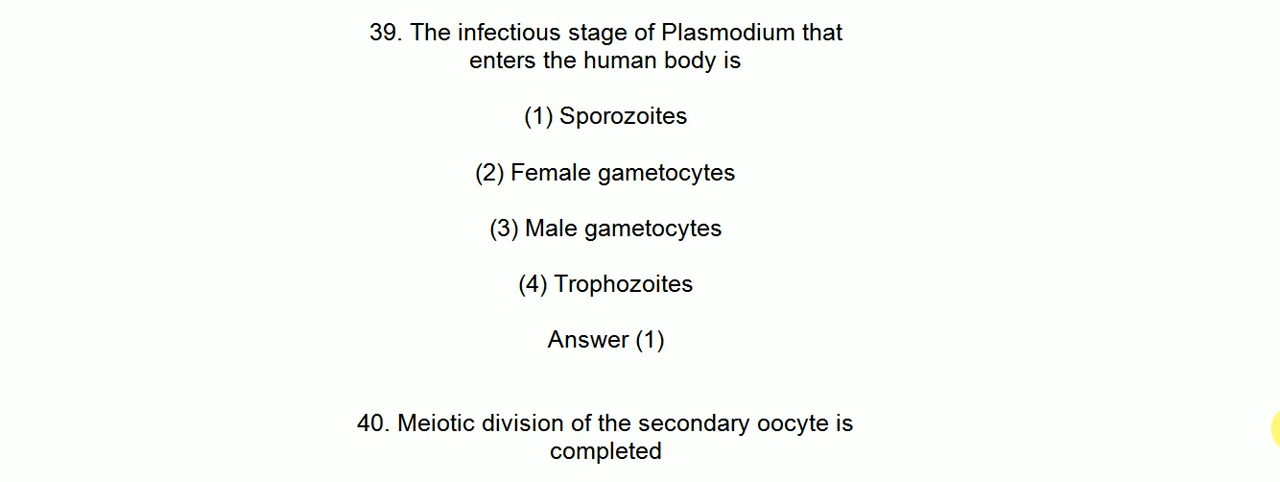 39. The infectious stage of Plasmodium that
enters the human body is
(1) Sporozoites
(2) Female gametocytes
(3) Male gametocytes
(4) Trophozoites
Answer (1)
40. Meiotic division of the secondary oocyte is
completed